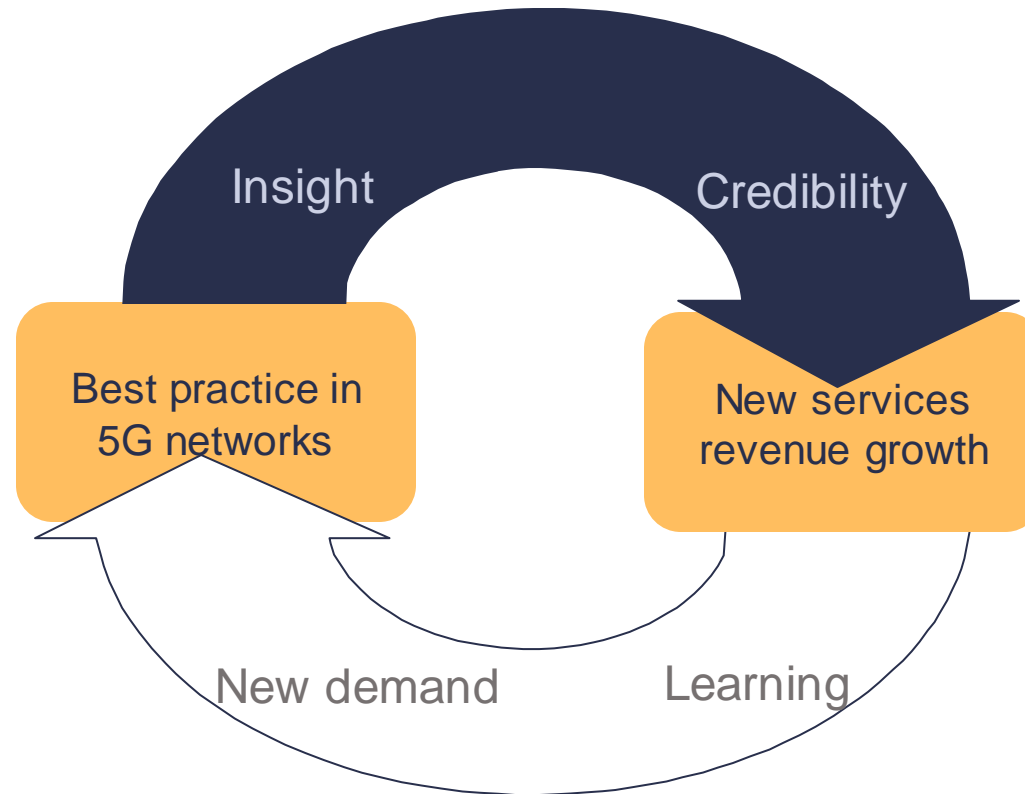 Insight
Credibility
Best practice in
5G networks
New services
revenue growth
New demand
Learning